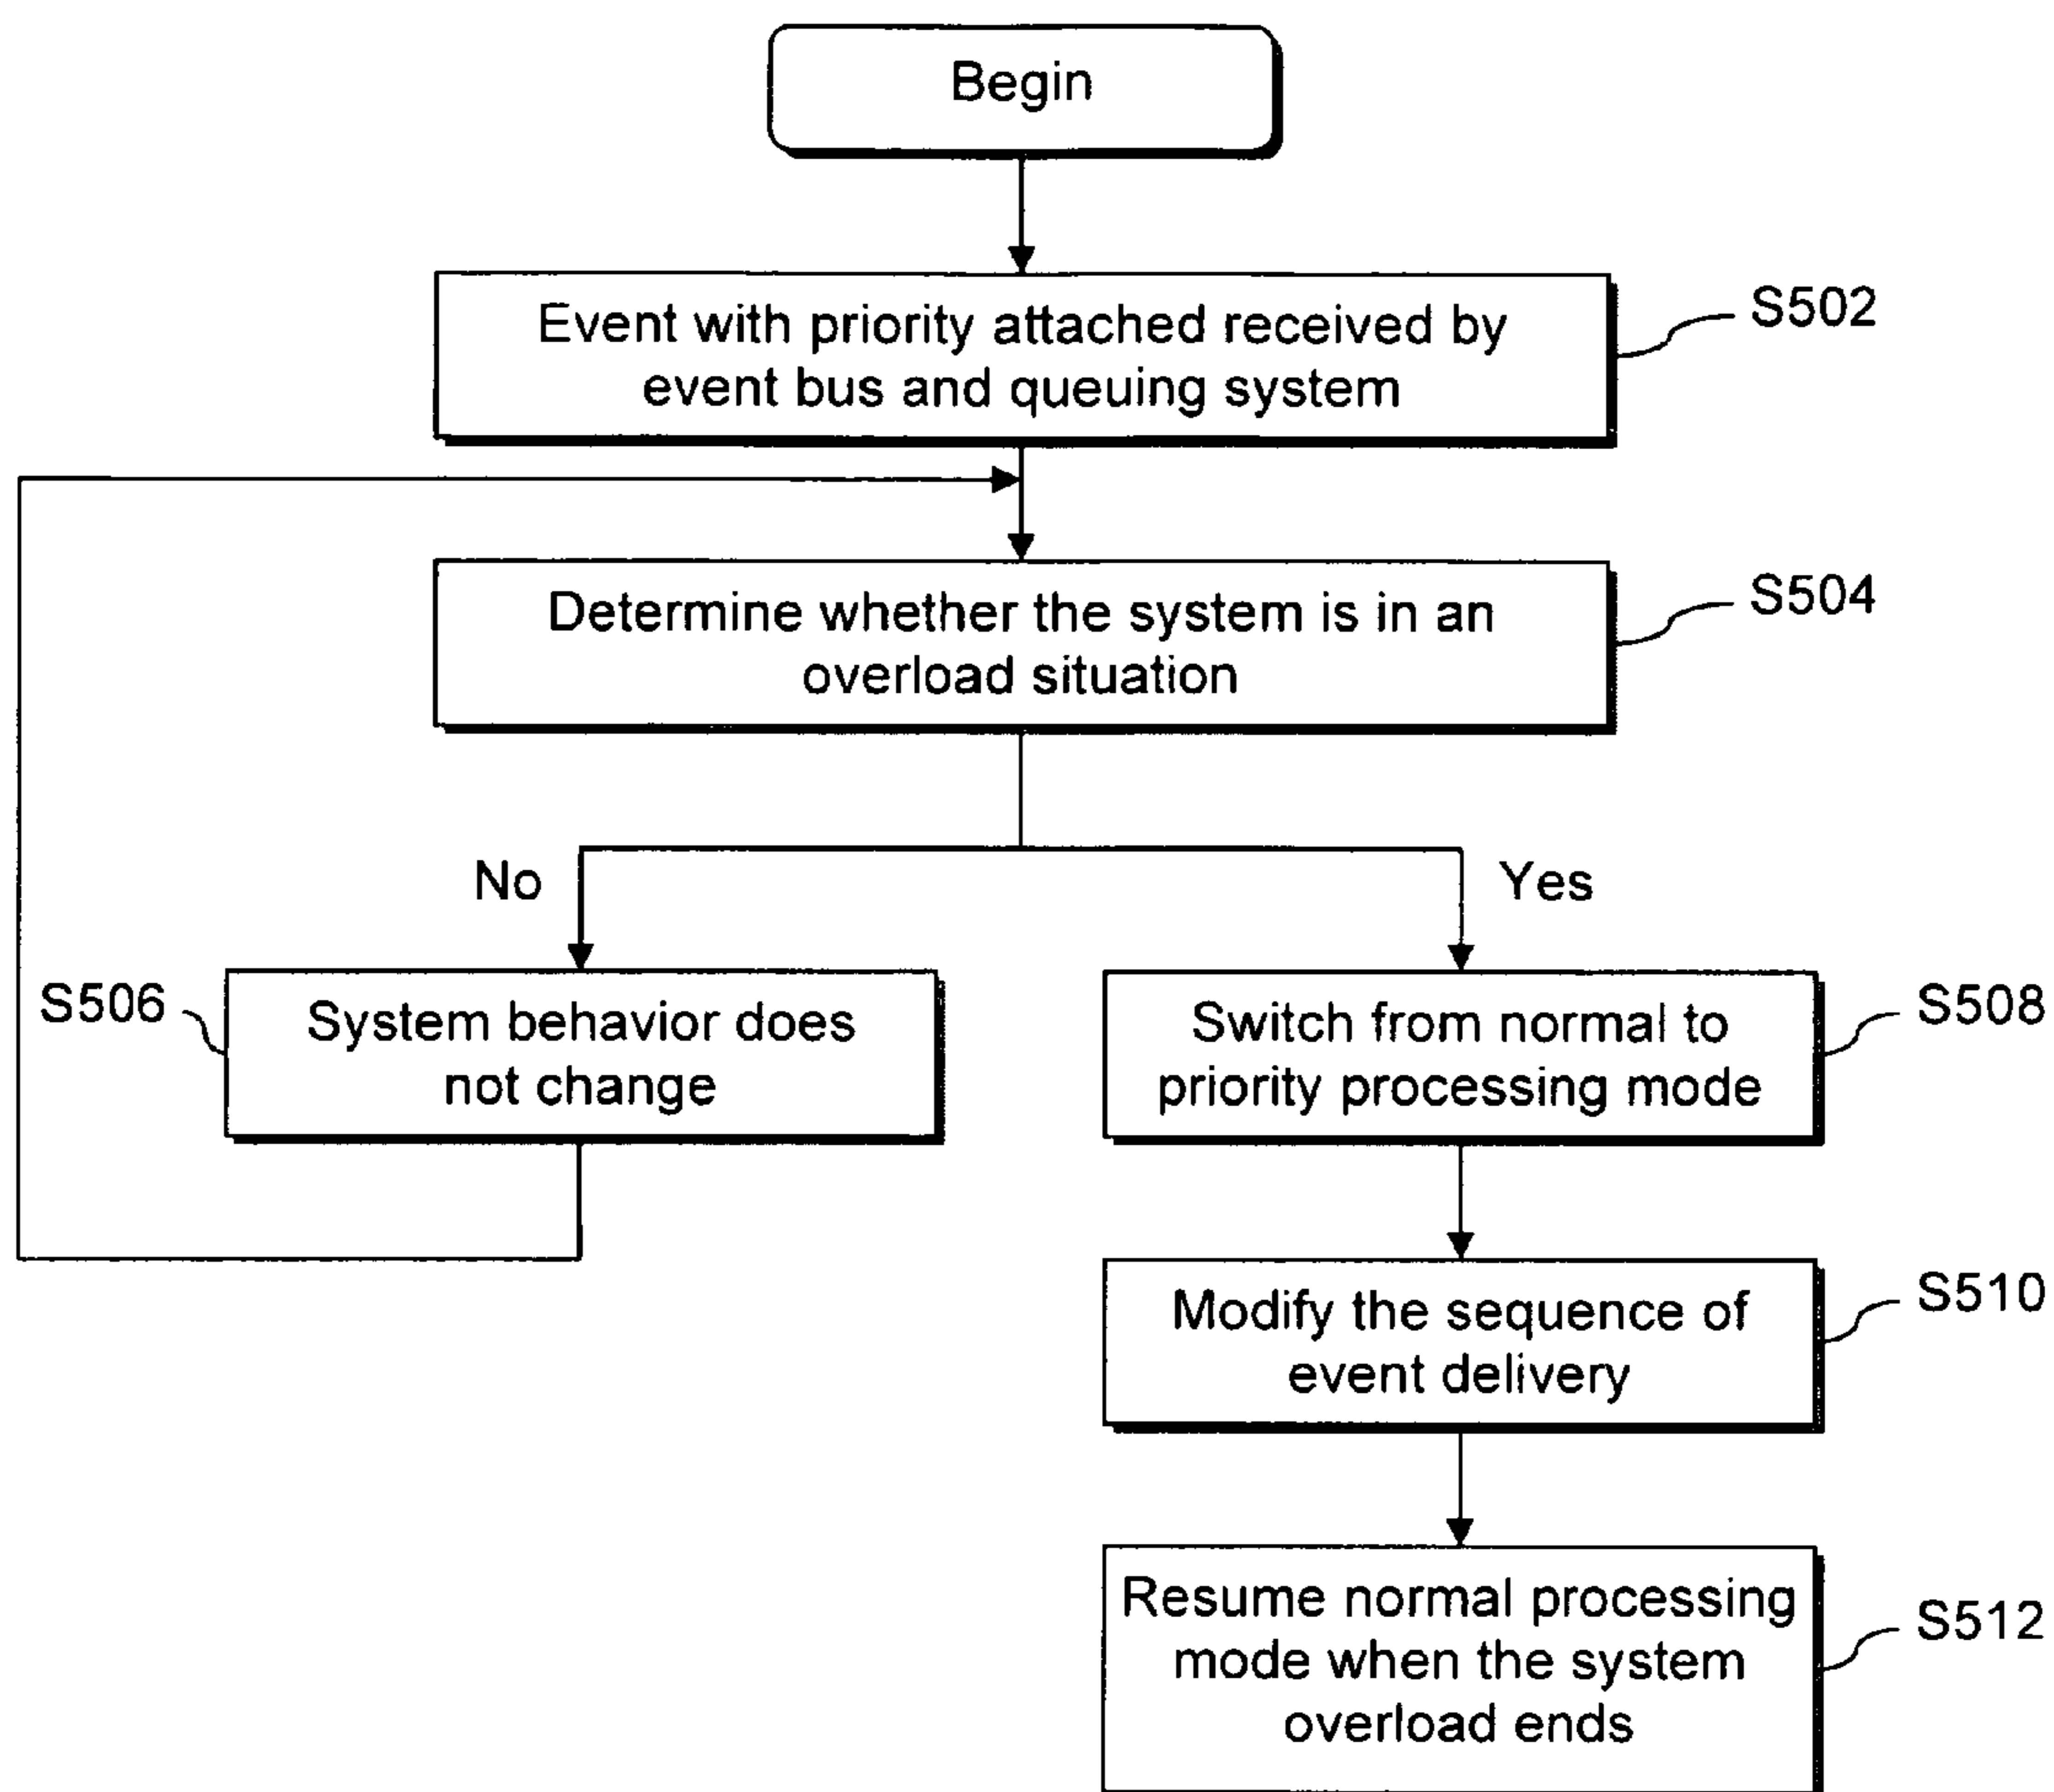 Begin
Event with priority attached received by
event bus and queuing system
S502
Determine whether the system is in an
overload situation
S504
No
Yes
S506
System behavior does
not change
Switch from normal to
priority processing mode
S508
Modify the sequence of
event delivery
S510
Resume normal processing
mode when the system
overload ends
S512